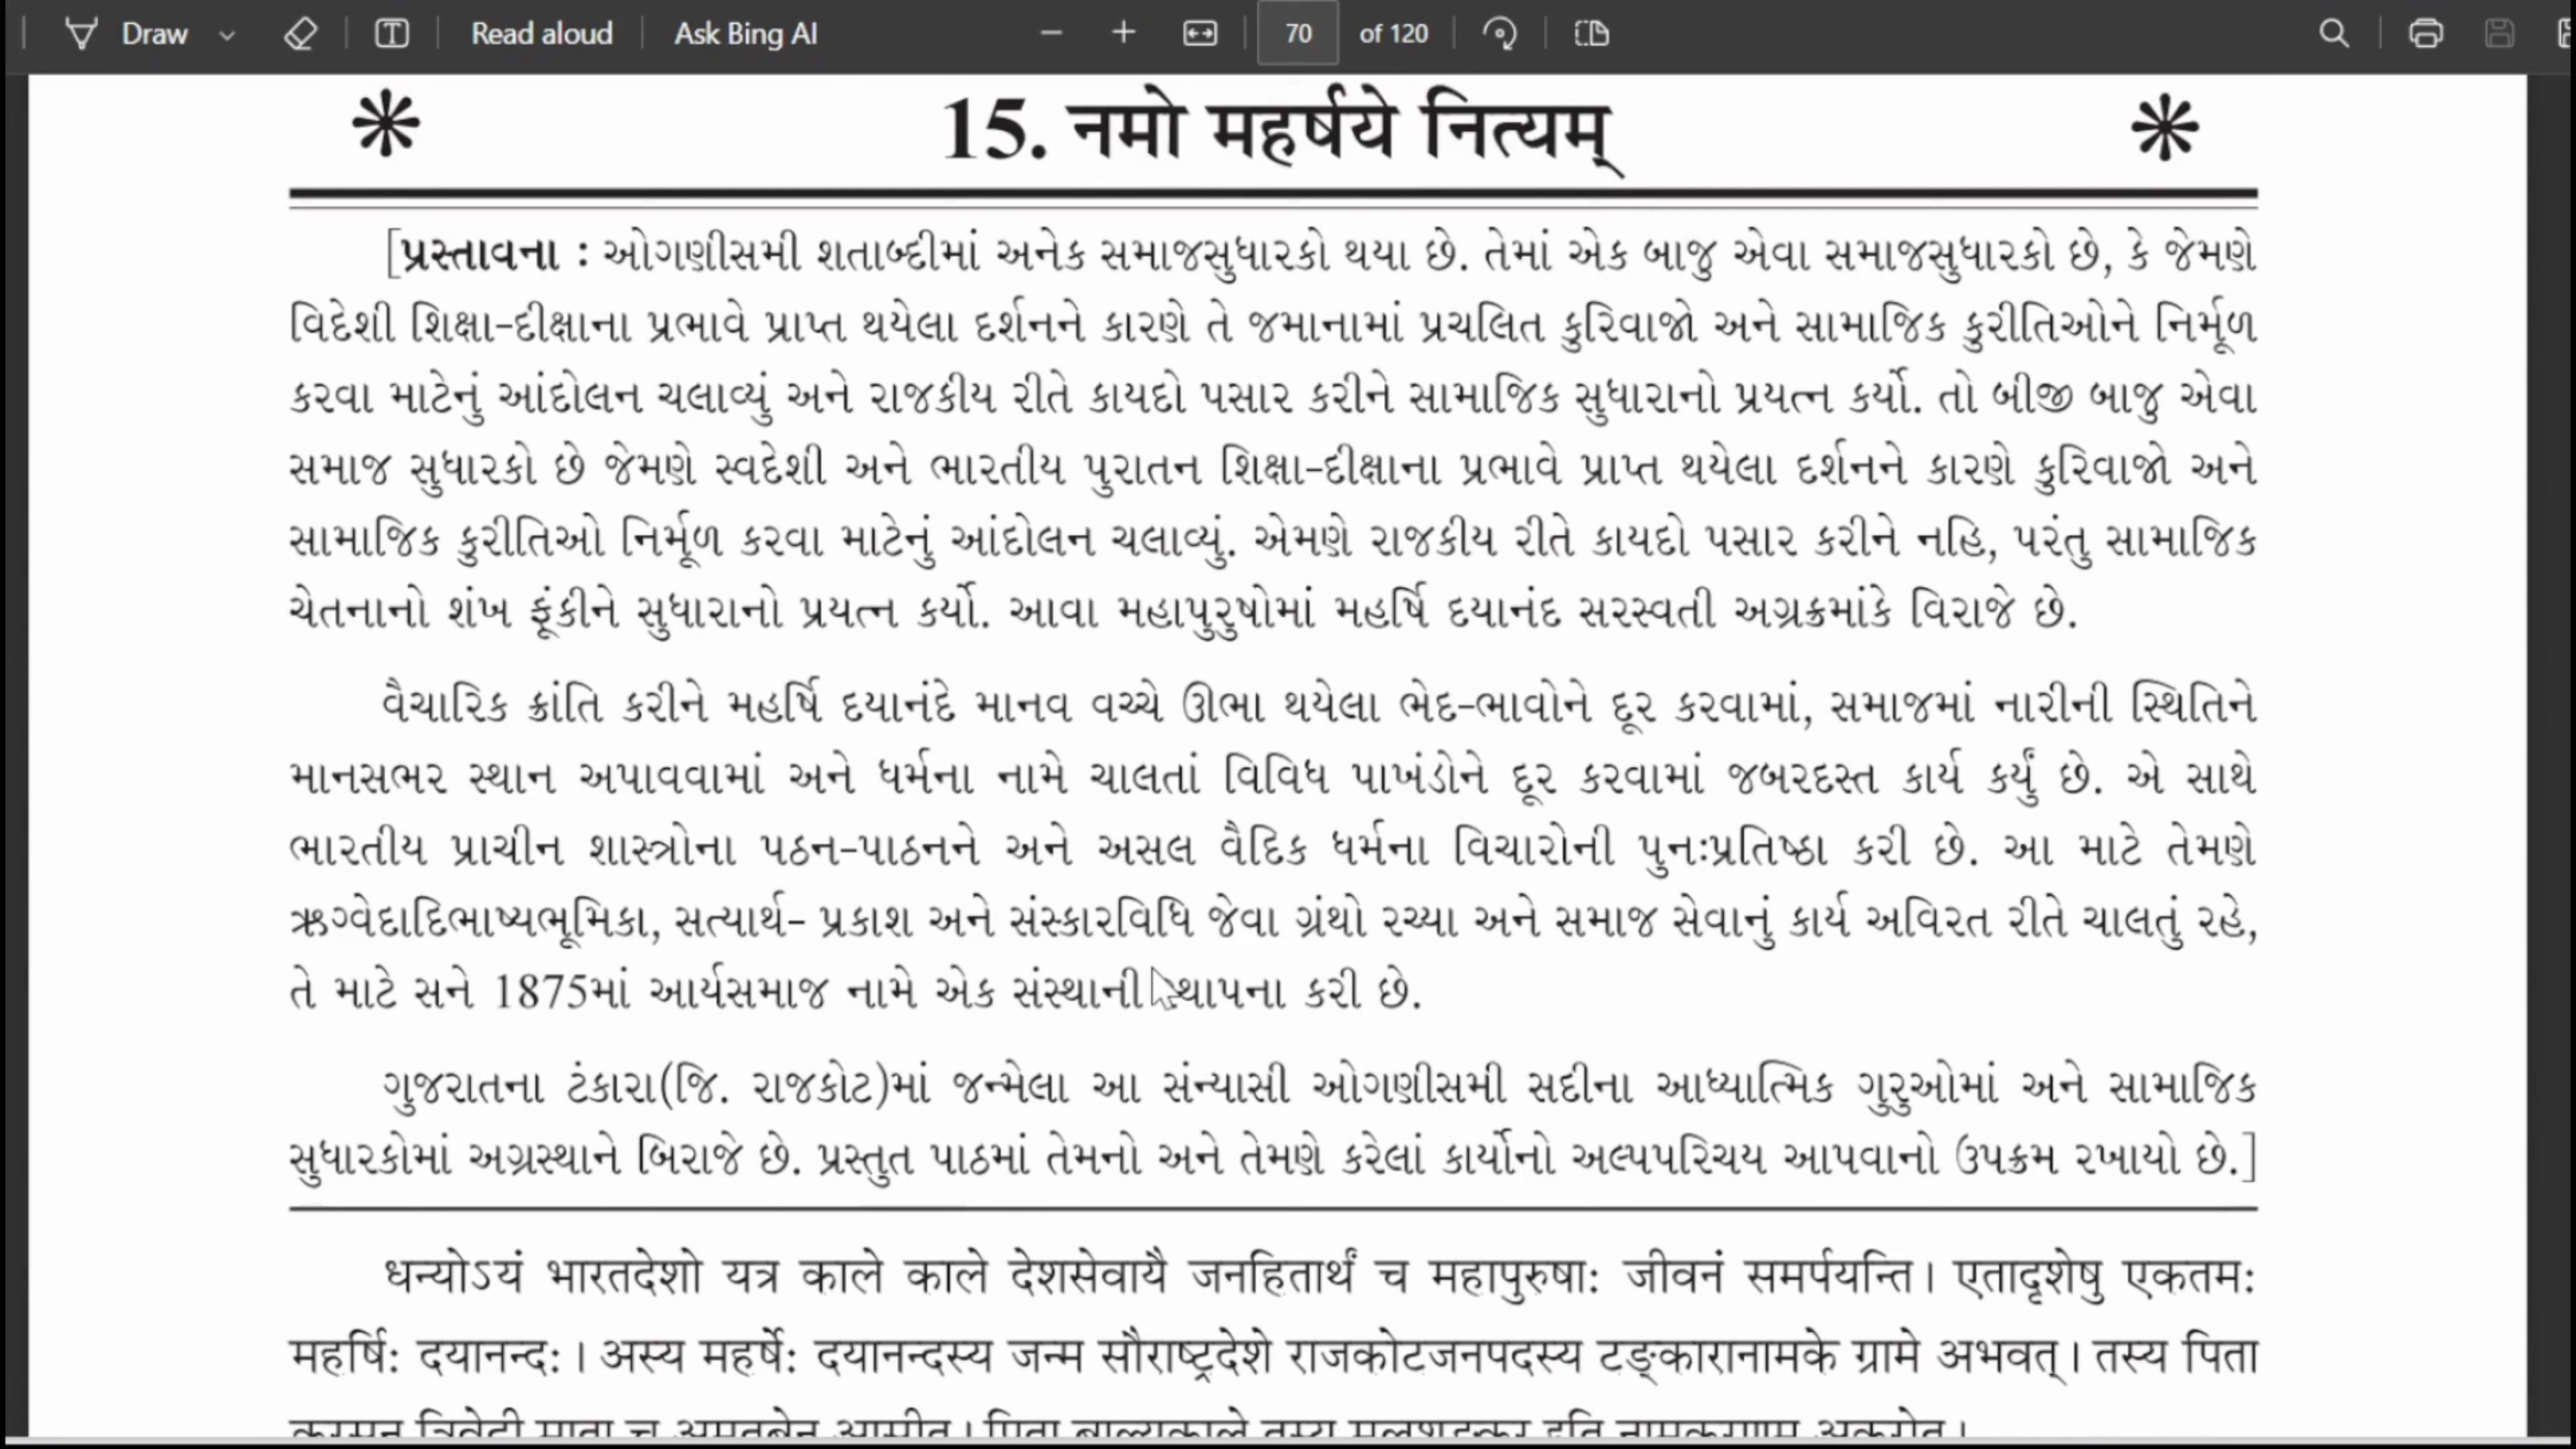 Draw
Read aloud
Ask Bing AI
70 of 120
15. नमो महर्षये नित्यम्
[પ્રસ્તાવના : ઓગણીસમી શતાબ્દીમાં અનેક સમાજસુધારકો થયા છે. તેમાં એક બાજુ એવા સમાજસુધારકો છે, કે જેમણે
વિદેશી શિક્ષા-દીક્ષાના પ્રભાવે પ્રાપ્ત થયેલા દર્શનને કારણે તે જમાનામાં પ્રચલિત કુરિવાજો અને સામાજિક કુરીતિઓને નિર્મૂળ
કરવા માટેનું આંદોલન ચલાવ્યું અને રાજકીય રીતે કાયદો પસાર કરીને સામાજિક સુધારાનો પ્રયત્ન કર્યો. તો બીજી બાજુ એવા
સમાજ સુધારકો છે જેમણે સ્વદેશી અને ભારતીય પુરાતન શિક્ષા-દીક્ષાના પ્રભાવે પ્રાપ્ત થયેલા દર્શનને કારણે કુરિવાજો અને
સામાજિક કુરીતિઓ નિર્મૂળ કરવા માટેનું આંદોલન ચલાવ્યું. એમણે રાજકીય રીતે કાયદો પસાર કરીને નહિ, પરંતુ સામાજિક
ચેતનાનો શંખ ફૂંકીને સુધારાનો પ્રયત્ન કર્યો. આવા મહાપુરુષોમાં મહર્ષિ દયાનંદ સરસ્વતી અગ્રક્રમાંકે વિરાજે છે.
વૈચારિક ક્રાંતિ કરીને મહર્ષિ દયાનંદે માનવ વચ્ચે ઊભા થયેલા ભેદ-ભાવોને દૂર કરવામાં, સમાજમાં નારીની સ્થિતિને
માનસભર સ્થાન અપાવવામાં અને ધર્મના નામે ચાલતાં વિવિધ પાખંડોને દૂર કરવામાં જબરદસ્ત કાર્ય કર્યું છે. એ સાથે
ભારતીય પ્રાચીન શાસ્ત્રોના પઠન-પાઠનને અને અસલ વૈદિક ધર્મના વિચારોની પુનઃપ્રતિષ્ઠા કરી છે. આ માટે તેમણે
ઋગ્વેદાદિભાષ્યભૂમિકા, સત્યાર્થ- પ્રકાશ અને સંસ્કારવિધિ જેવા ગ્રંથો રચ્યા અને સમાજ સેવાનું કાર્ય અવિરત રીતે ચાલતું રહે,
તે માટે સને 1875માં આર્યસમાજ નામે એક સંસ્થાની સ્થાપના કરી છે.
ગુજરાતના ટંકારા(જિ. રાજકોટ)માં જન્મેલા આ સંન્યાસી ઓગણીસમી સદીના આધ્યાત્મિક ગુરુઓમાં અને સામાજિક
સુધારકોમાં અગ્રસ્થાને બિરાજે છે. પ્રસ્તુત પાઠમાં તેમનો અને તેમણે કરેલાં કાર્યોનો અલ્પપરિચય આપવાનો ઉપક્રમ રખાયો છે.]
धन्योऽयं भारतदेशो यत्र काले काले देशसेवायै जनहितार्थं च महापुरुषाः जीवनं समर्पयन्ति। एतादृशेषु एकतमः
महर्षिः दयानन्दः। अस्य महर्षेः दयानन्दस्य जन्म सौराष्ट्रदेशे राजकोटजनपदस्य टङ्कारानामके ग्रामे अभवत्। तस्य पिता